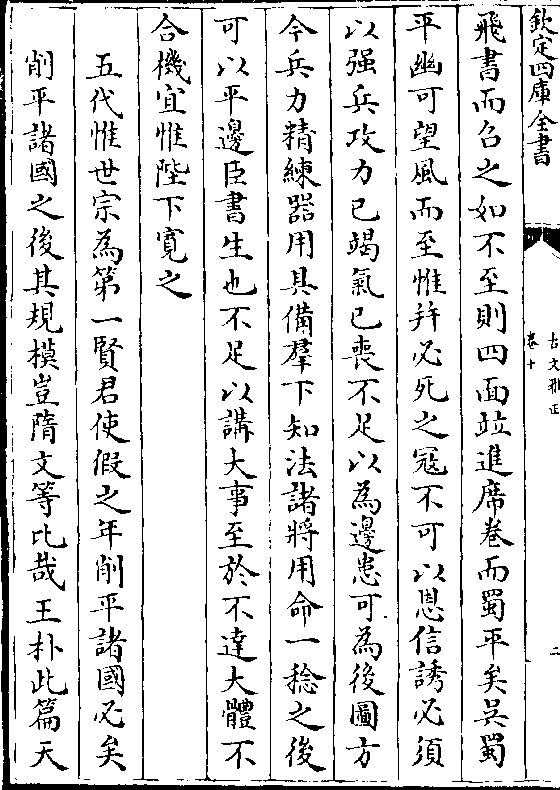 欽定四庫全書
古文雅正
卷十
二
飛書而召之如不至則四面竝進席卷而蜀平矣吳蜀
平幽可望風而至惟幷必死之冦不可以恩信誘必須
以强兵攻力已竭氣已喪不足以為邊患可為後圖方
今兵力精練器用具備羣下知法諸將用命一稔之後
可以平邊臣書生也不足以講大事至於不達大體不
合機宜惟陛下寛之
五代惟世宗為第一賢君使假之年削平諸國必矣
削平諸國之後其規模豈隋文等比哉王朴此篇天